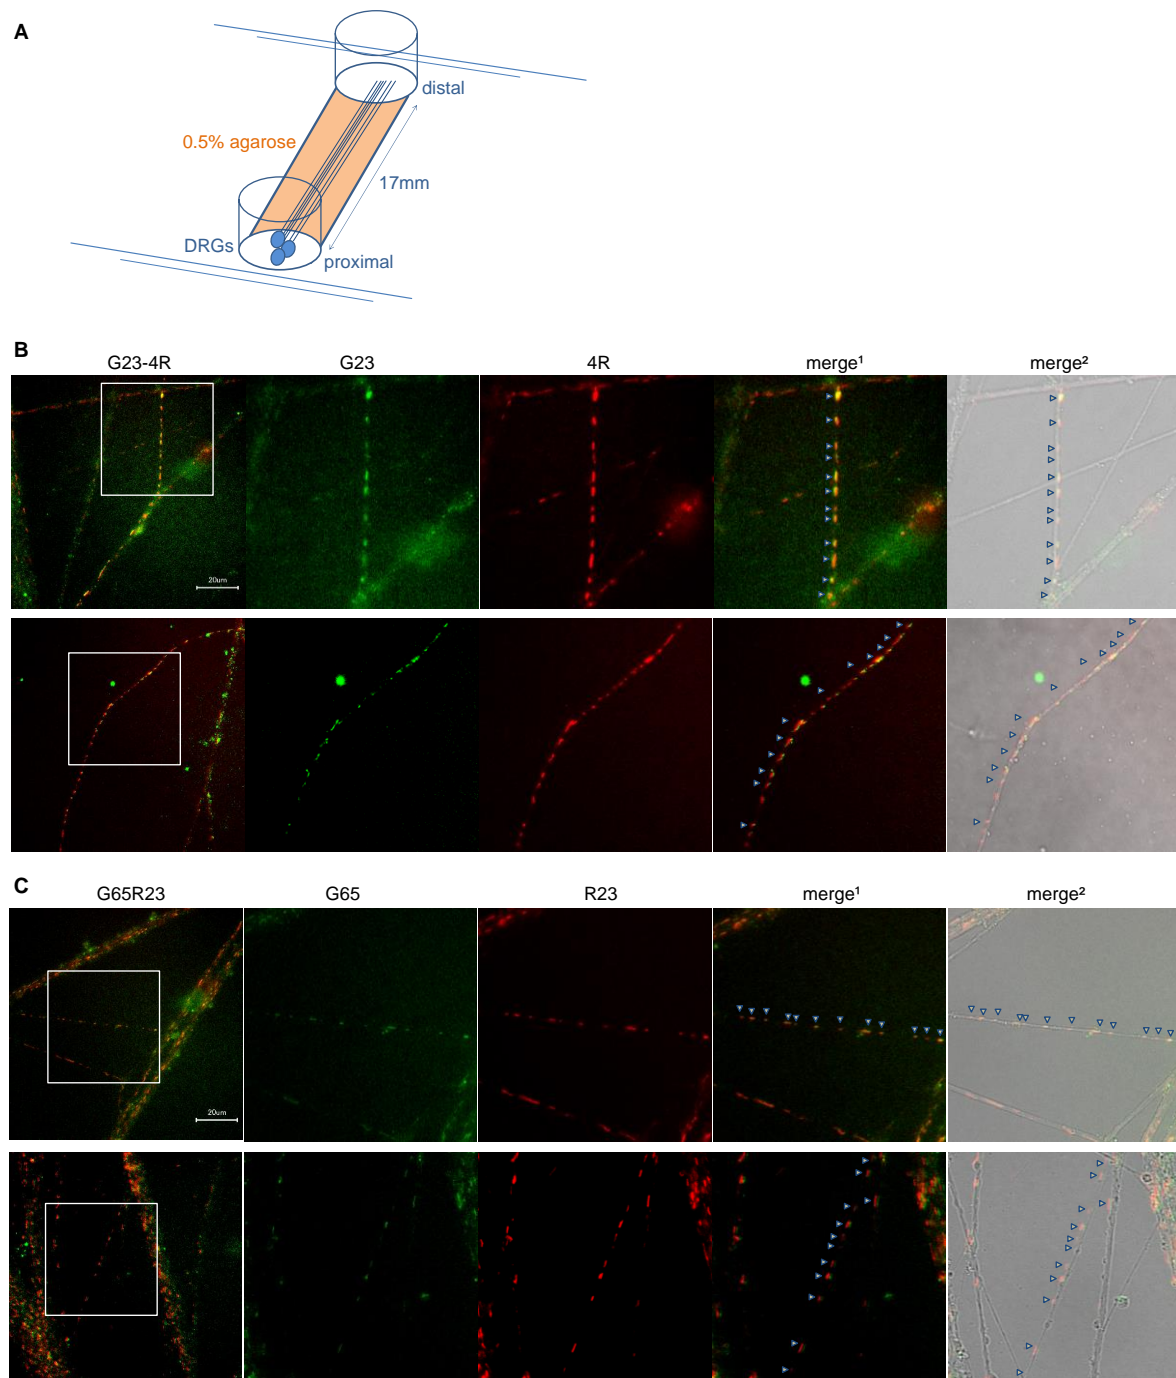 A
distal
0.5% agarose
17mm
DRGs
proximal
B
G23-4R G23 4R merge¹ merge²
20um
C
G65R23 G65 R23 merge¹ merge²
20um